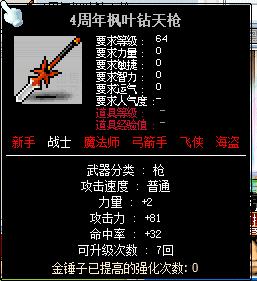 4周年枫叶钻天枪
要求等级: 64
要求力量: -
要求敏捷: -
要求智力: -
要求运气: -
要求人气度: -
道具等级: -
道具经验值: -
新手 战士 魔法师 弓箭手 飞侠 海盗
武器分类 : 枪
攻击速度 : 普通
力量 : +2
攻击力 : +81
命中率 : +32
可升级次数 : 7回
金锤子已提高的强化次数: 0